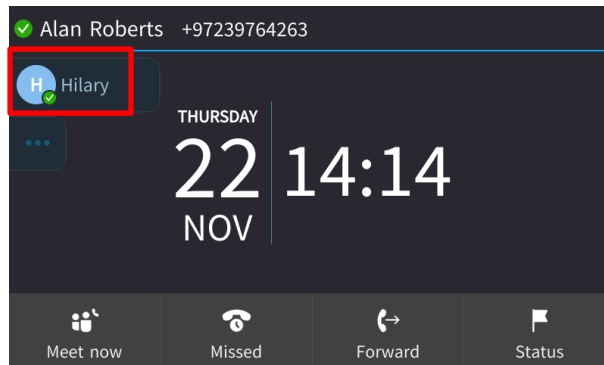 Alan Roberts +97239764263
H Hilary
THURSDAY
22
NOV
14:14
Meet now Missed Forward Status